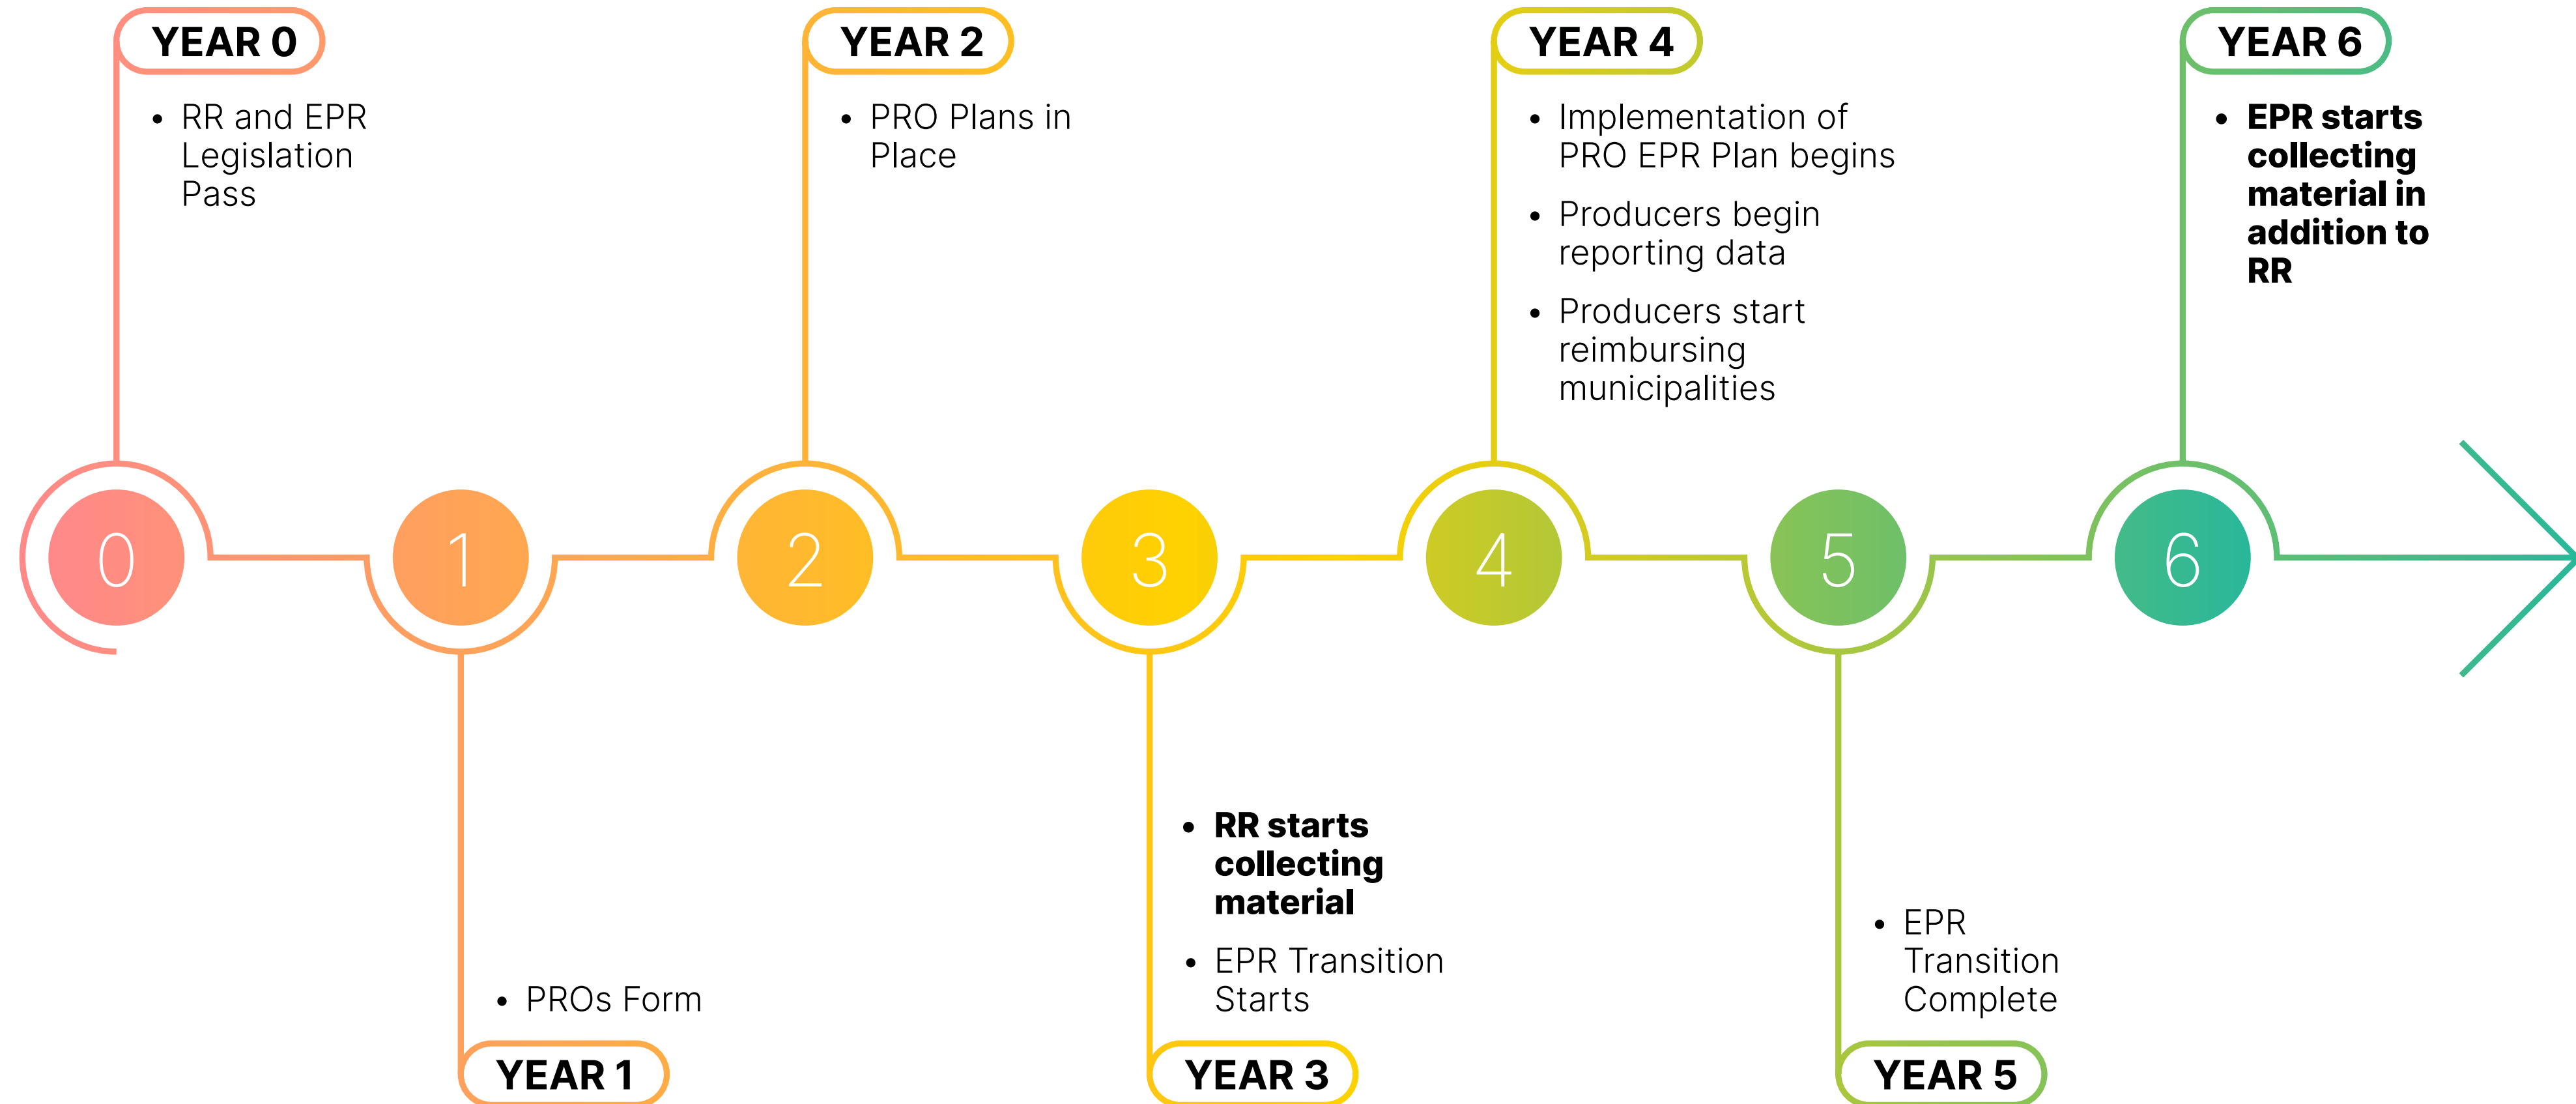 YEAR 0
• RR and EPR
Legislation
Pass
YEAR 2
• PRO Plans in
Place
YEAR 4
• Implementation of
PRO EPR Plan begins
• Producers begin
reporting data
• Producers start
reimbursing
municipalities
YEAR 6
• EPR starts
collecting
material in
addition to
RR
0
1
2
3
4
5
6
• PROs Form
YEAR 1
• RR starts
collecting
material
• EPR Transition
Starts
YEAR 3
• EPR
Transition
Complete
YEAR 5